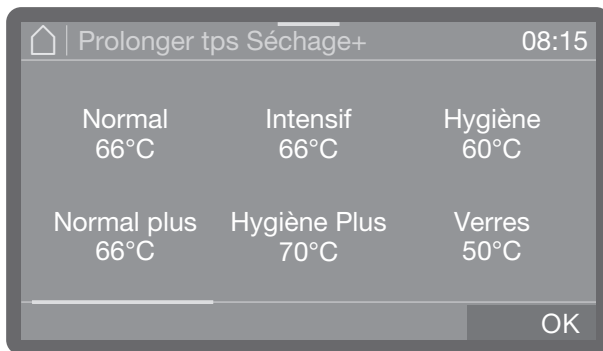 Prolonger tps Séchage+ 08:15
Normal Intensif Hygiène
66°C 66°C 60°C
Normal plus Hygiène Plus Verres
66°C 70°C 50°C
OK